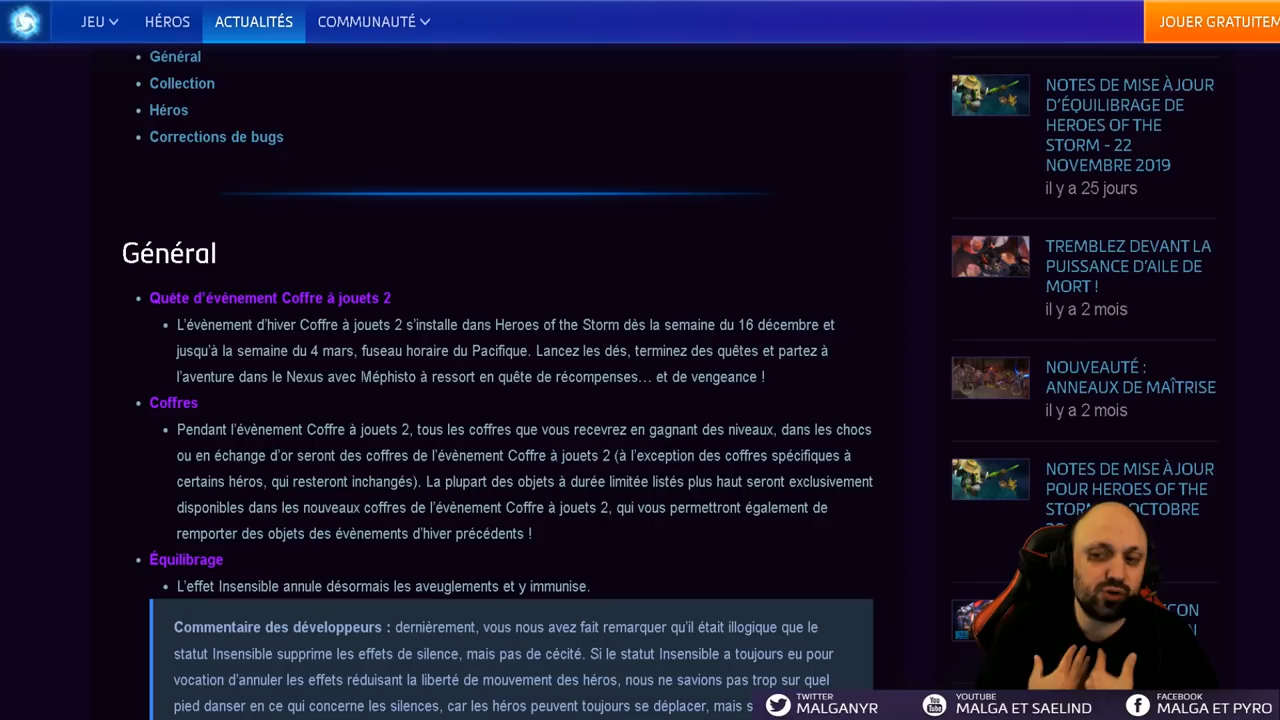 JEU
HÉROS
ACTUALITÉS
COMMUNAUTÉ
JOUER GRATUITEM
Général
Collection
Héros
Corrections de bugs
Général
Quête d'évènement Coffre à jouets 2
L'évènement d'hiver Coffre à jouets 2 s'installe dans Heroes of the Storm dès la semaine du 16 décembre et
jusqu'à la semaine du 4 mars, fuseau horaire du Pacifique. Lancez les dés, terminez des quêtes et partez à
l'aventure dans le Nexus avec Méphisto à ressort en quête de récompenses… et de vengeance !
Coffres
Pendant l'évènement Coffre à jouets 2, tous les coffres que vous recevrez en gagnant des niveaux, dans les chocs
ou en échange d'or seront des coffres de l'évènement Coffre à jouets 2 (à l'exception des coffres spécifiques à
certains héros, qui resteront inchangés). La plupart des objets à durée limitée listés plus haut seront exclusivement
disponibles dans les nouveaux coffres de l'évènement Coffre à jouets 2, qui vous permettront également de
remporter des objets des évènements d'hiver précédents !
Équilibrage
L'effet Insensible annule désormais les aveuglements et y immunise.
Commentaire des développeurs : dernièrement, vous nous avez fait remarquer qu'il était illogique que le
statut Insensible supprime les effets de silence, mais pas de cécité. Si le statut Insensible a toujours eu pour
vocation d'annuler les effets réduisant la liberté de mouvement des héros, nous ne savions pas trop sur quel
pied danser en ce qui concerne les silences, car les héros peuvent toujours se déplacer, mais s
NOTES DE MISE À JOUR
D'ÉQUILIBRAGE DE
HEROES OF THE
STORM - 22
NOVEMBRE 2019
il y a 25 jours
TREMBLEZ DEVANT LA
PUISSANCE D'AILE DE
MORT !
il y a 2 mois
NOUVEAUTÉ :
ANNEAUX DE MAÎTRISE
il y a 2 mois
NOTES DE MISE À JOUR
POUR HEROES OF THE
OCTOBRE
TWITTER
MALGANYR
YOUTUBE
MALGA ET SAELIND
FACEBOOK
MALGA ET PYRO